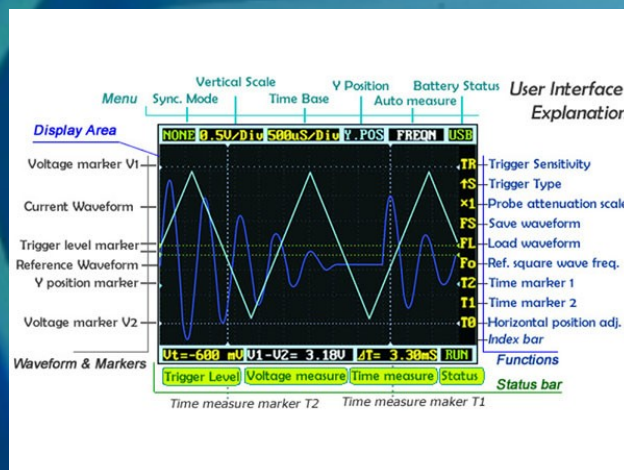 User Interface
Explanation
Vertical Scale
Y Position
Battery Status
Menu
Sync. Mode
Time Base
Auto measure
Display Area
NONE 0.5V/Div 500uS/Div Y.POS FREQN USB
Voltage marker V1
Current Waveform
Trigger level marker
Reference Waveform
Y position marker
Voltage marker V2
Waveform & Markers
TR
↑S
×1
FS
FL
Fo
T2
T1
T0
Trigger Sensitivity
Trigger Type
Probe attenuation scale
Save waveform
Load waveform
Ref. square wave freq.
Time marker 1
Time marker 2
Horizontal position adj.
Index bar
Functions
Vt=-600 mV V1-V2= 3.18V ΔT= 3.30mS RUN
Trigger Level Voltage measure Time measure Status
Status bar
Time measure marker T2
Time measure maker T1